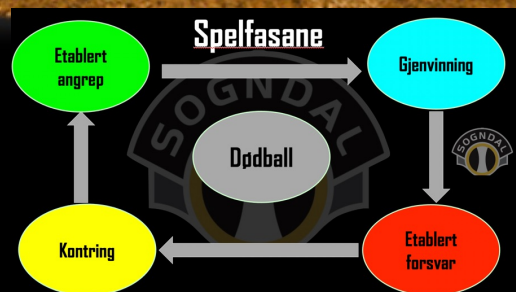 Spelfasane
Etablert
angrep
Gjenvinning
SOGNDAL
Dødball
SOGNDAL
Kontring
Etablert
forsvar